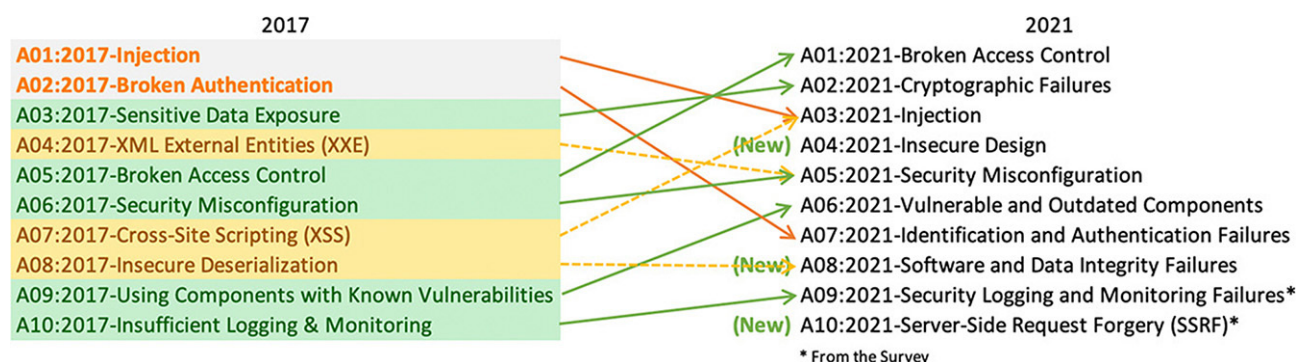 2017
A01:2017-Injection
A02:2017-Broken Authentication
A03:2017-Sensitive Data Exposure
A04:2017-XML External Entities (XXE)
A05:2017-Broken Access Control
A06:2017-Security Misconfiguration
A07:2017-Cross-Site Scripting (XSS)
A08:2017-Insecure Deserialization
A09:2017-Using Components with Known Vulnerabilities
A10:2017-Insufficient Logging & Monitoring
2021
A01:2021-Broken Access Control
A02:2021-Cryptographic Failures
A03:2021-Injection
(New) A04:2021-Insecure Design
A05:2021-Security Misconfiguration
A06:2021-Vulnerable and Outdated Components
A07:2021-Identification and Authentication Failures
(New) A08:2021-Software and Data Integrity Failures
A09:2021-Security Logging and Monitoring Failures*
(New) A10:2021-Server-Side Request Forgery (SSRF)*
* From the Survey